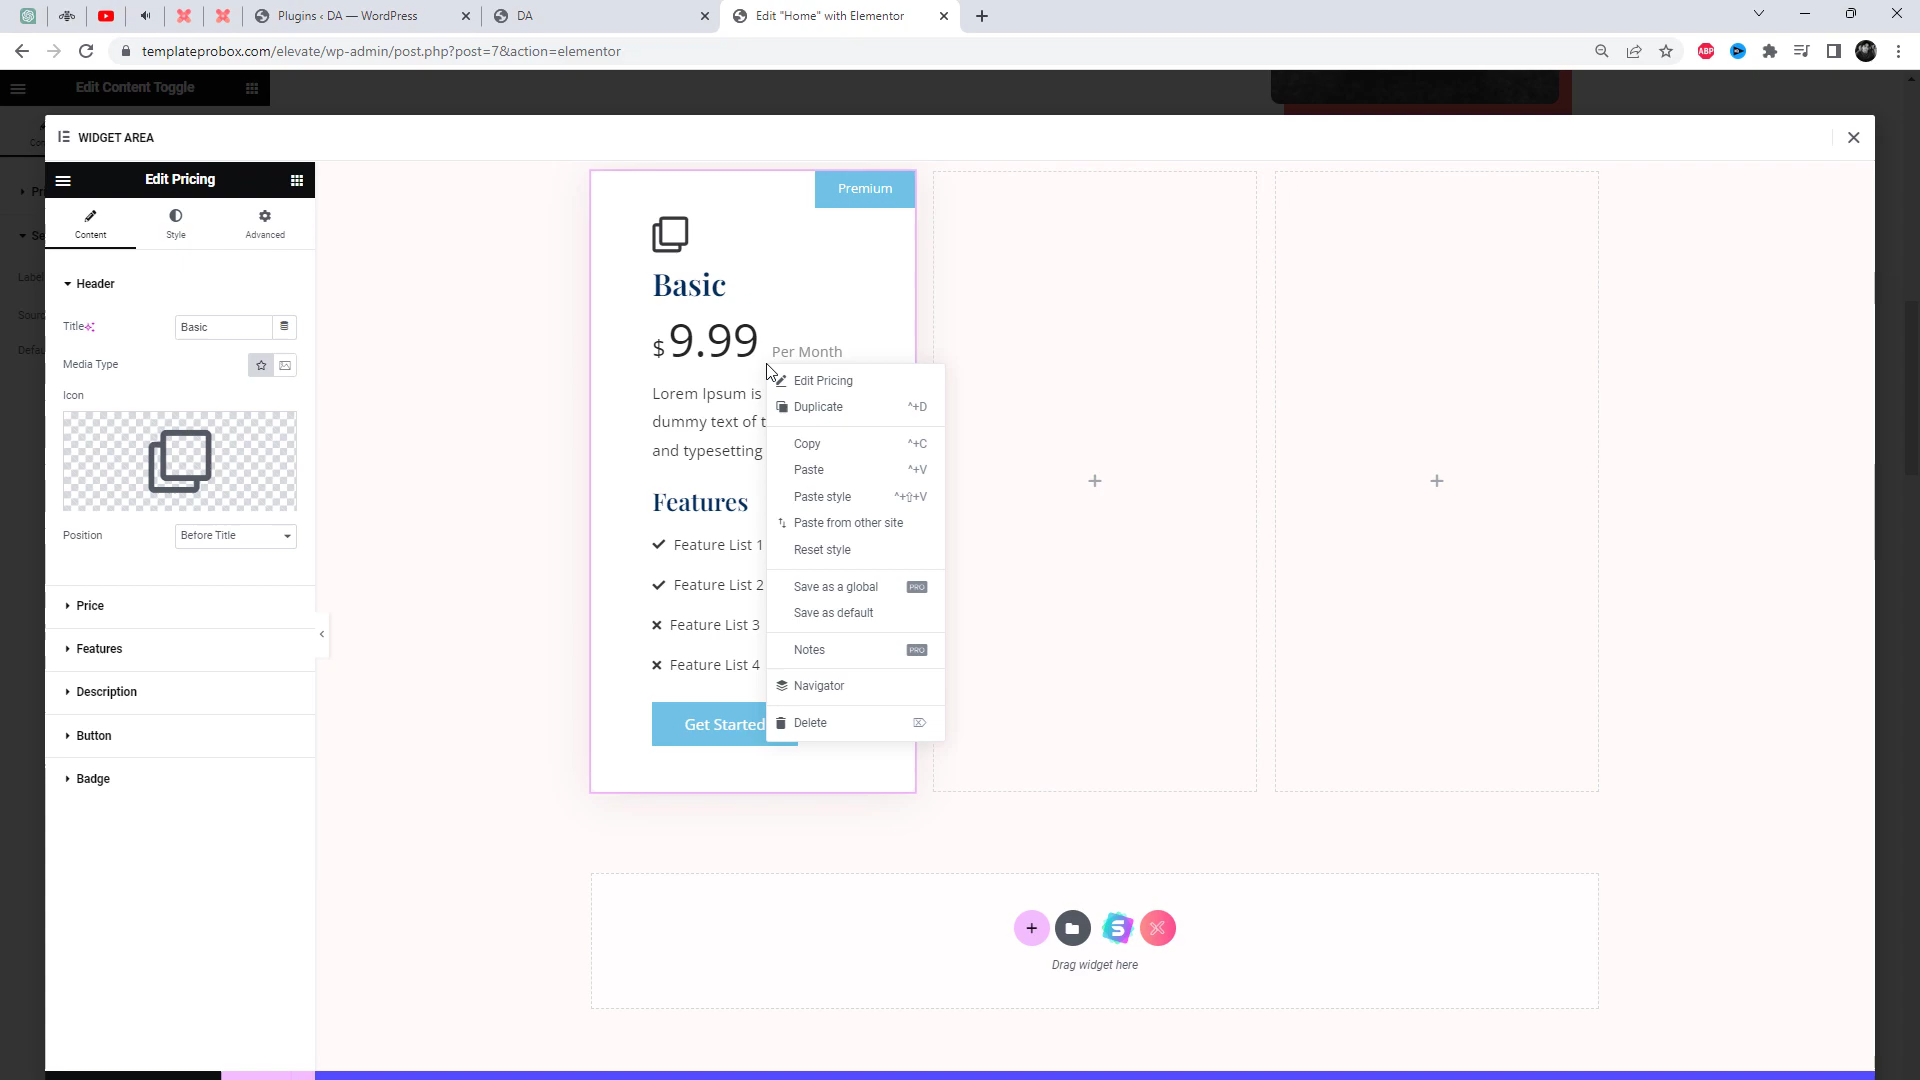 Plugins ‹ DA — WordPress
DA
Edit "Home" with Elementor
templateprobox.com/elevate/wp-admin/post.php?post=7&action=elementor
ABP
Edit Content Toggle
WIDGET AREA
Edit Pricing
Content
Style
Advanced
Header
Title
Basic
Media Type
Icon
Position
Before Title
Price
Features
Description
Button
Badge
Premium
Basic
$9.99 Per Month
Lorem Ipsum is
dummy text of t
and typesetting
Features
Feature List 1
Feature List 2
Feature List 3
Feature List 4
Get Started
Edit Pricing
Duplicate ^+D
Copy ^+C
Paste ^+V
Paste style ^+⇧+V
Paste from other site
Reset style
Save as a global PRO
Save as default
Notes PRO
Navigator
Delete ⌦
Drag widget here